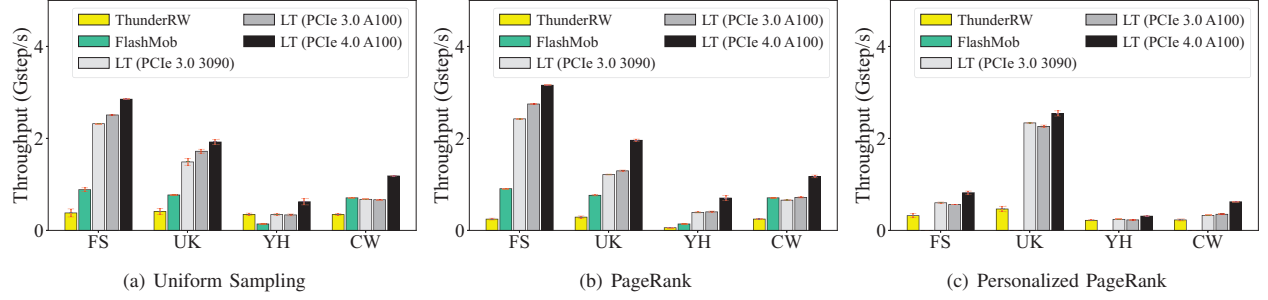 Throughput (Gstep/s)
4
2
0
ThunderRW
FlashMob
LT (PCIe 3.0 3090)
LT (PCIe 3.0 A100)
LT (PCIe 4.0 A100)
FS UK YH CW
(a) Uniform Sampling
Throughput (Gstep/s)
4
2
0
ThunderRW
FlashMob
LT (PCIe 3.0 3090)
LT (PCIe 3.0 A100)
LT (PCIe 4.0 A100)
FS UK YH CW
(b) PageRank
Throughput (Gstep/s)
4
2
0
ThunderRW
FlashMob
LT (PCIe 3.0 3090)
LT (PCIe 3.0 A100)
LT (PCIe 4.0 A100)
FS UK YH CW
(c) Personalized PageRank